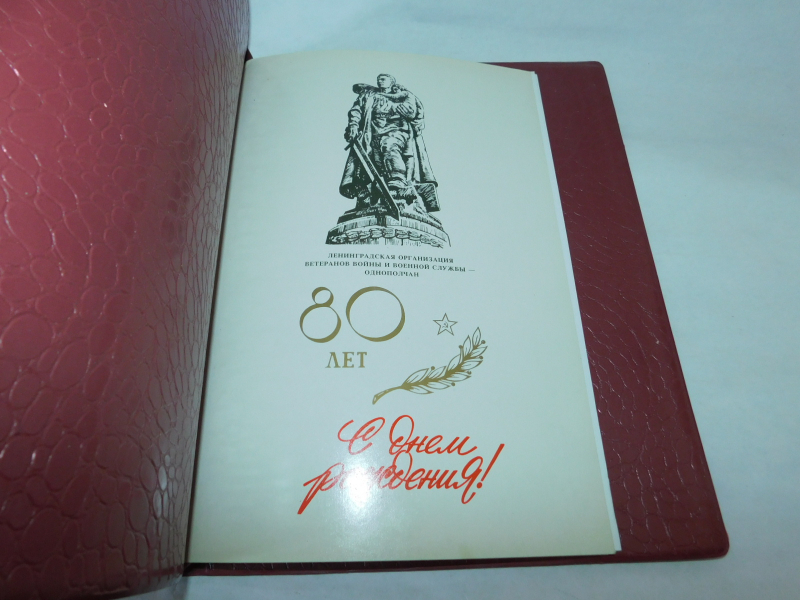 ЛЕНИНГРАДСКАЯ ОРГАНИЗАЦИЯ
ВЕТЕРАНОВ ВОЙНЫ И ВОЕННОЙ СЛУЖБЫ —
ОДНОПОЛЧАН
80
ЛЕТ
С днем
рождения!